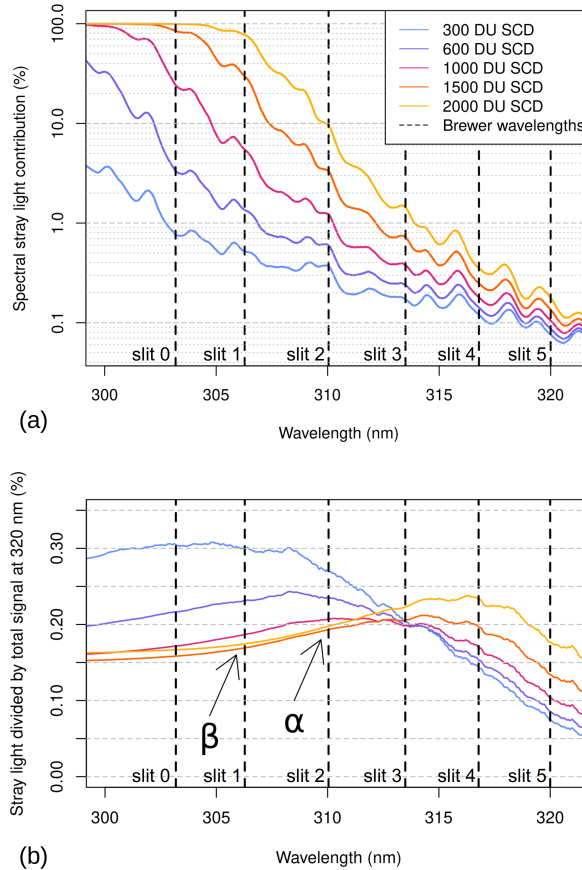 Spectral stray light contribution (%)
100.0
10.0
1.0
0.1
300 DU SCD
600 DU SCD
1000 DU SCD
1500 DU SCD
2000 DU SCD
Brewer wavelengths
slit 0 slit 1 slit 2 slit 3 slit 4 slit 5
300 305 310 315 320
(a)
Wavelength (nm)
Stray light divided by total signal at 320 nm (%)
0.30
0.20
0.10
0.00
β
α
slit 0 slit 1 slit 2 slit 3 slit 4 slit 5
300 305 310 315 320
Wavelength (nm)
(b)